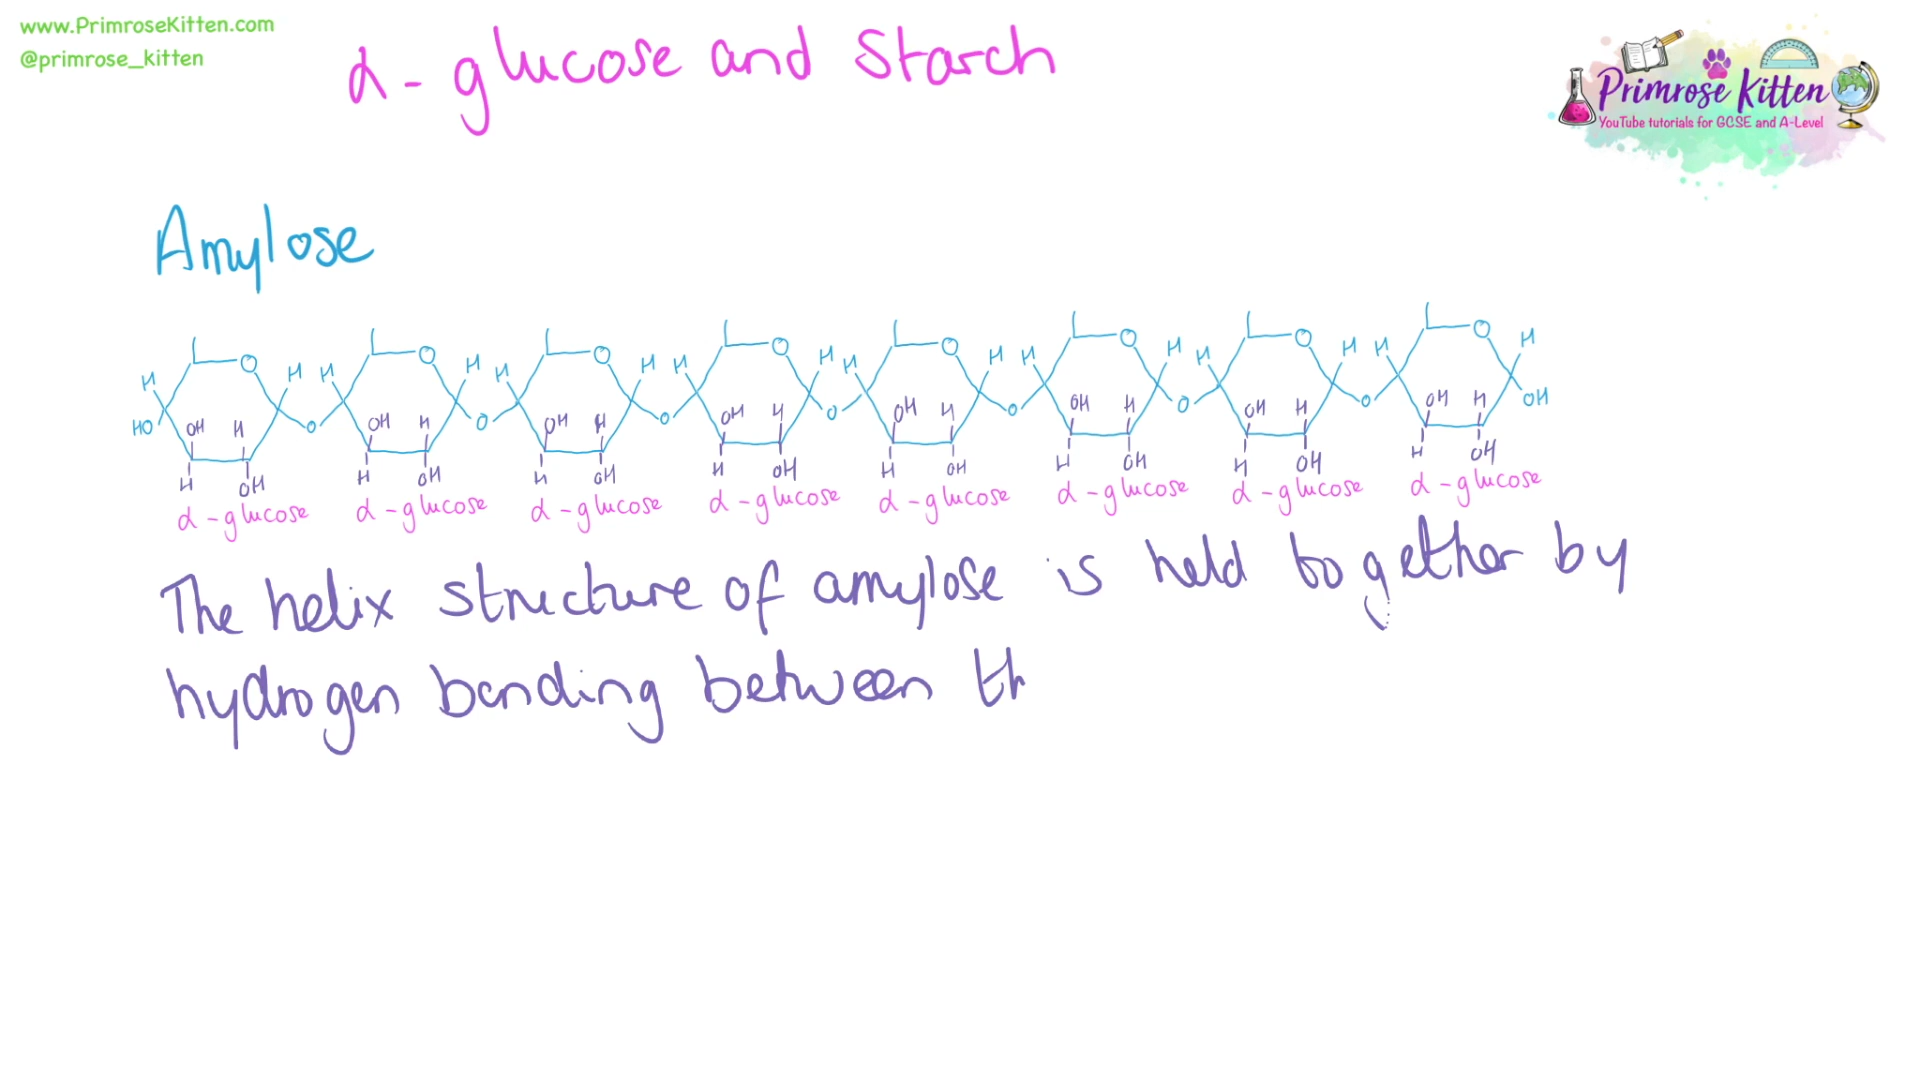 www.PrimroseKitten.com
@primrose_kitten
α - glucose and starch
Primrose Kitten
YouTube tutorials for GCSE and A-Level
Amylose
O O O O O O O O
H H H H H H H H H H H H H H H H
HO O O O O O O O OH
OH H OH H OH H OH H OH H OH H OH H OH H
H OH H OH H OH H OH H OH H OH H OH H OH
α - glucose α - glucose α - glucose α - glucose α - glucose α - glucose α - glucose α - glucose
The helix structure of amylose is held together by
hydrogen bonding between th